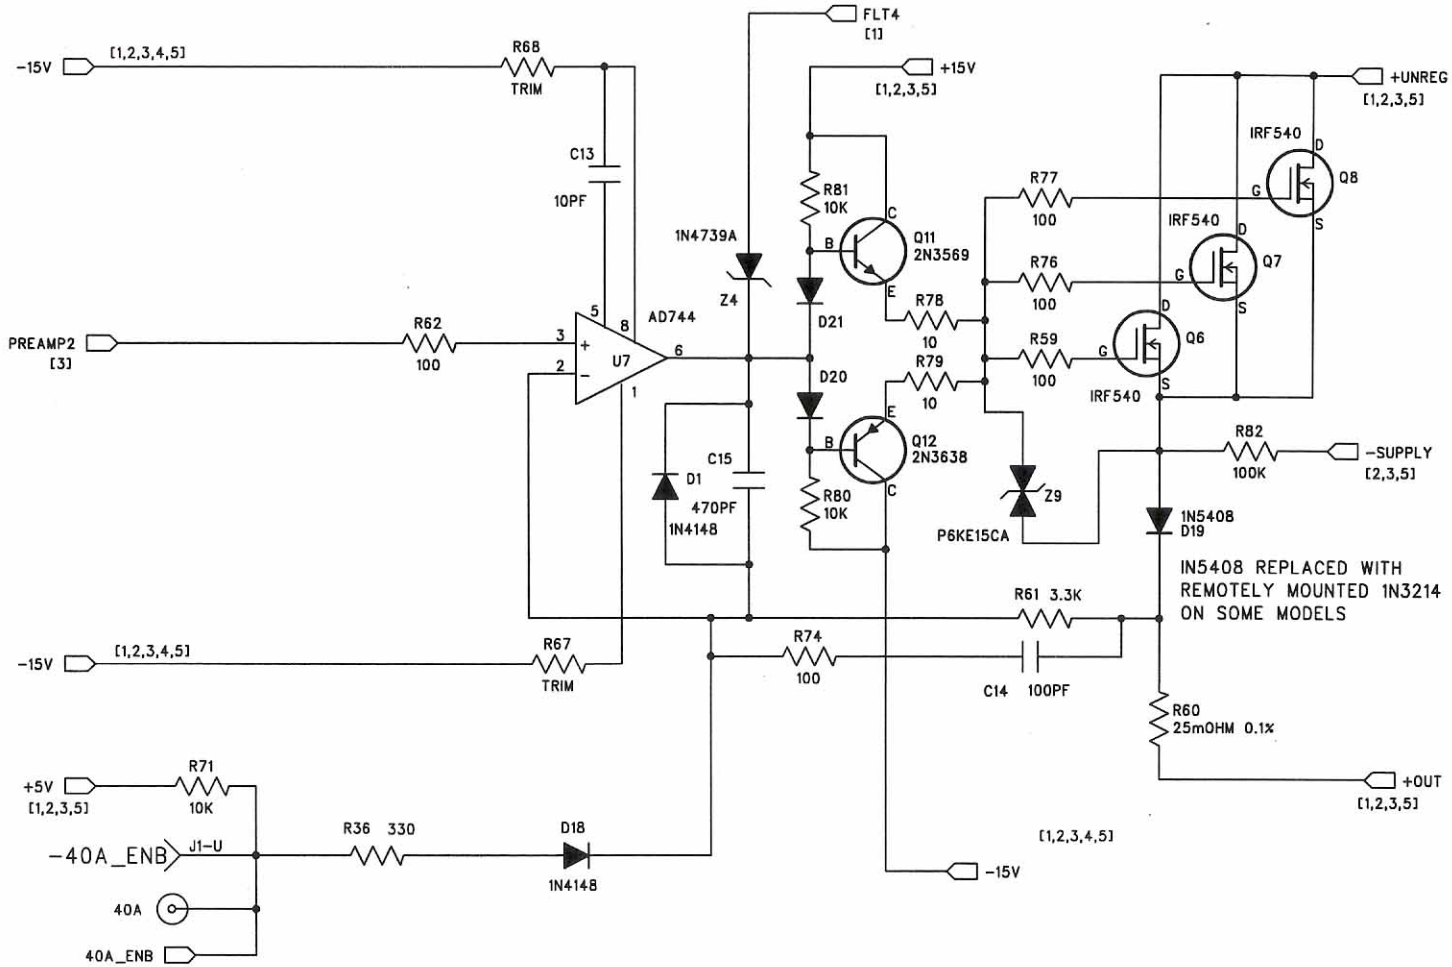 FLT4
[1]
-15V
[1,2,3,4,5]
R68
TRIM
+15V
[1,2,3,5]
+UNREG
[1,2,3,5]
C13
10PF
R81
10K
1N4739A
Z4
C
B
Q11
2N3569
E
R77
100
IRF540
D
G
Q8
S
IRF540
D
R76
100
G
Q7
S
5
8
AD744
D21
R78
10
PREAMP2
[3]
R62
100
3
+
2
−
U7
6
1
D20
R79
10
R59
100
D
G
Q6
S
IRF540
E
B
Q12
2N3638
C
R82
100K
-SUPPLY
[2,3,5]
D1
1N4148
C15
470PF
R80
10K
Z9
P6KE15CA
1N5408
D19
IN5408 REPLACED WITH
REMOTELY MOUNTED 1N3214
ON SOME MODELS
R61 3.3K
-15V
[1,2,3,4,5]
R67
TRIM
R74
100
C14 100PF
R60
25mOHM 0.1%
+5V
[1,2,3,5]
R71
10K
+OUT
[1,2,3,5]
-40A_ENB
J1-U
R36 330
D18
1N4148
[1,2,3,4,5]
-15V
40A
40A_ENB